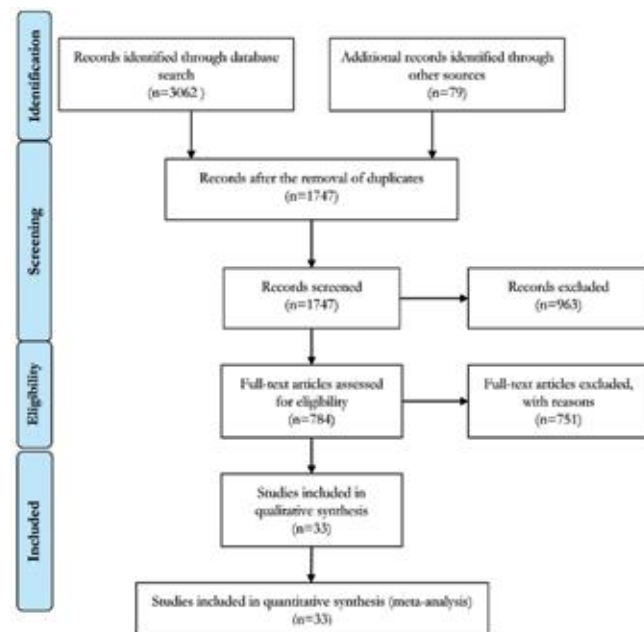 Identification
Records identified through database
search
(n=3062 )
Additional records identified through
other sources
(n=79)
Screening
Records after the removal of duplicates
(n=1747)
Records screened
(n=1747)
Records excluded
(n=963)
Eligibility
Full-text articles assessed
for eligibility
(n=784)
Full-text articles excluded,
with reasons
(n=751)
Included
Studies included in
qualitative synthesis
(n=33)
Studies included in quantitative synthesis (meta-analysis)
(n=33)